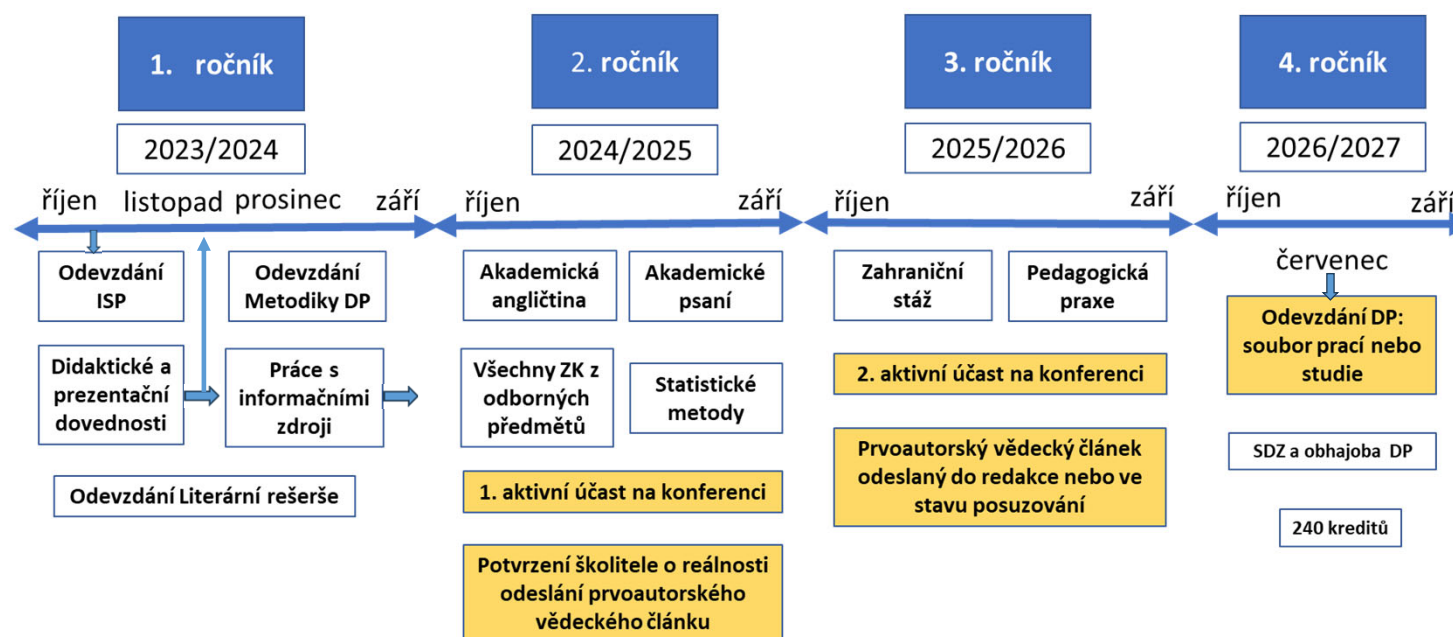 1. ročník
2. ročník
3. ročník
4. ročník
2023/2024
2024/2025
2025/2026
2026/2027
říjen listopad prosinec září
říjen září
říjen září
říjen září
Odevzdání
ISP
Odevzdání
Metodiky DP
Didaktické a
prezentační
dovednosti
Práce s
informačními
zdroji
Odevzdání Literární rešerše
Akademická
angličtina
Akademické
psaní
Všechny ZK z
odborných
předmětů
Statistické
metody
1. aktivní účast na konferenci
Potvrzení školitele o reálnosti
odeslání prvoautorského
vědeckého článku
Zahraniční
stáž
Pedagogická
praxe
2. aktivní účast na konferenci
Prvoautorský vědecký článek
odeslaný do redakce nebo ve
stavu posuzování
červenec
Odevzdání DP:
soubor prací nebo
studie
SDZ a obhajoba DP
240 kreditů